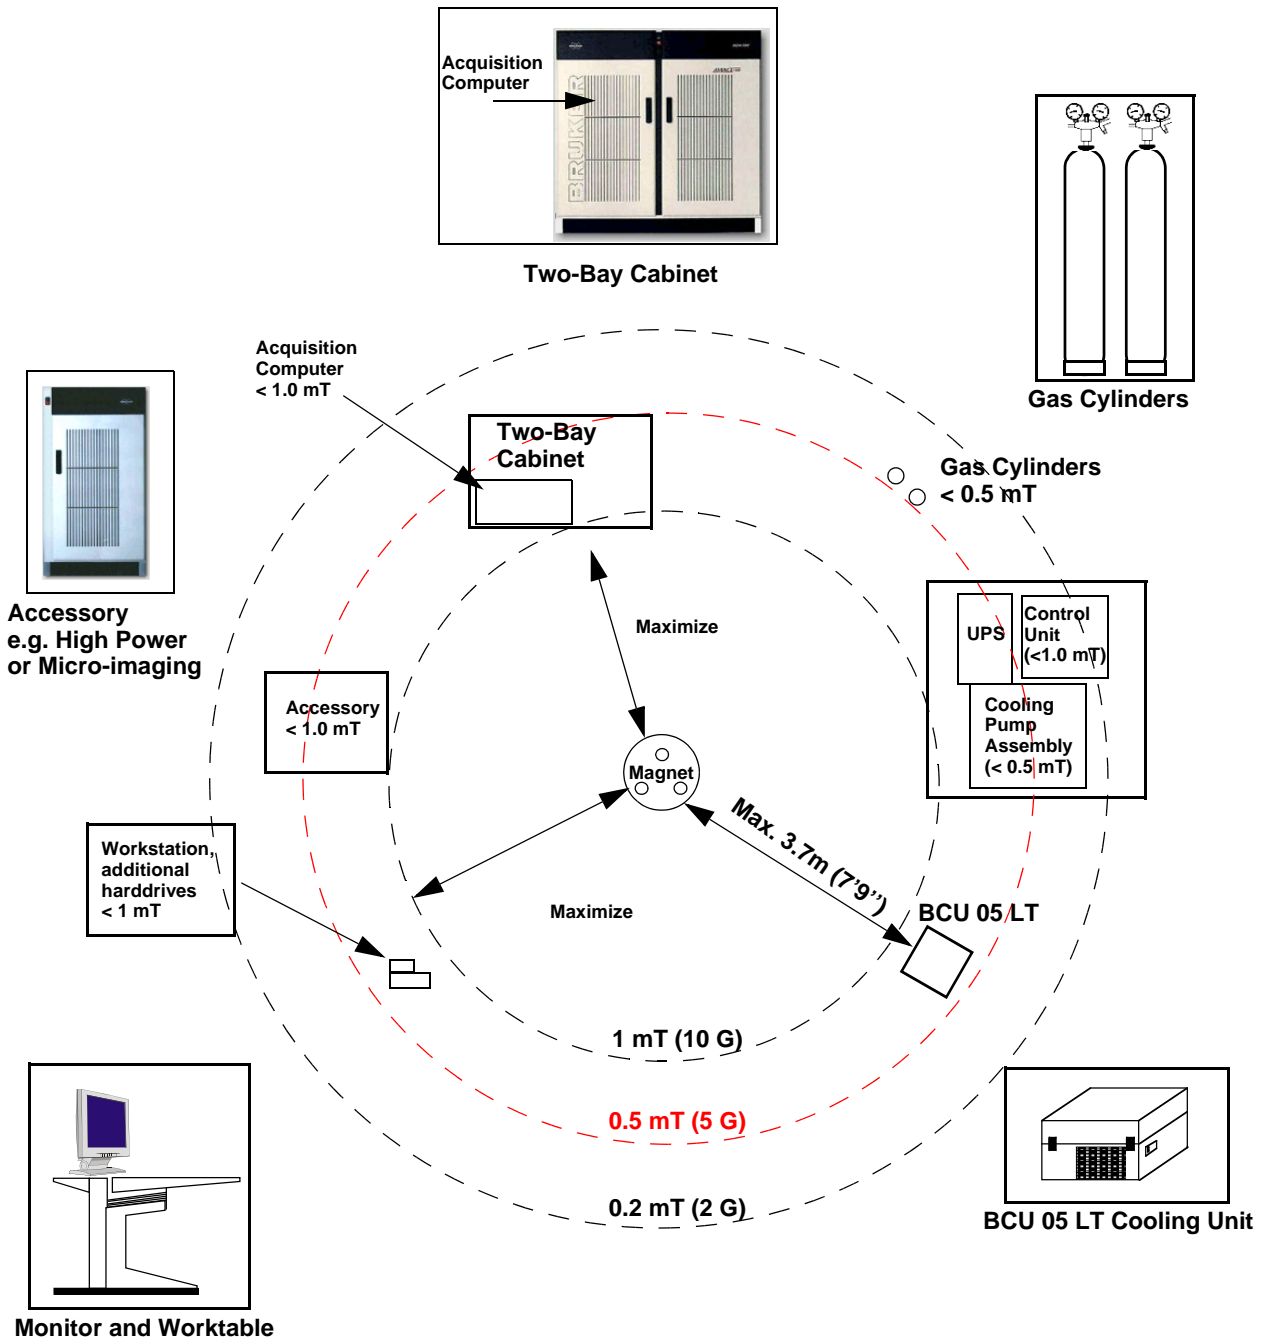 Acquisition
Computer
BRUKER
Two-Bay Cabinet
Gas Cylinders
Acquisition
Computer
< 1.0 mT
Two-Bay
Cabinet
Gas Cylinders
< 0.5 mT
Accessory
e.g. High Power
or Micro-imaging
Maximize
UPS
Control
Unit
(<1.0 mT)
Accessory
< 1.0 mT
Cooling
Pump
Assembly
(< 0.5 mT)
Magnet
Max. 3.7m (7’9’’)
Workstation,
additional
harddrives
< 1 mT
Maximize
BCU 05 LT
1 mT (10 G)
0.5 mT (5 G)
0.2 mT (2 G)
BCU 05 LT Cooling Unit
Monitor and Worktable